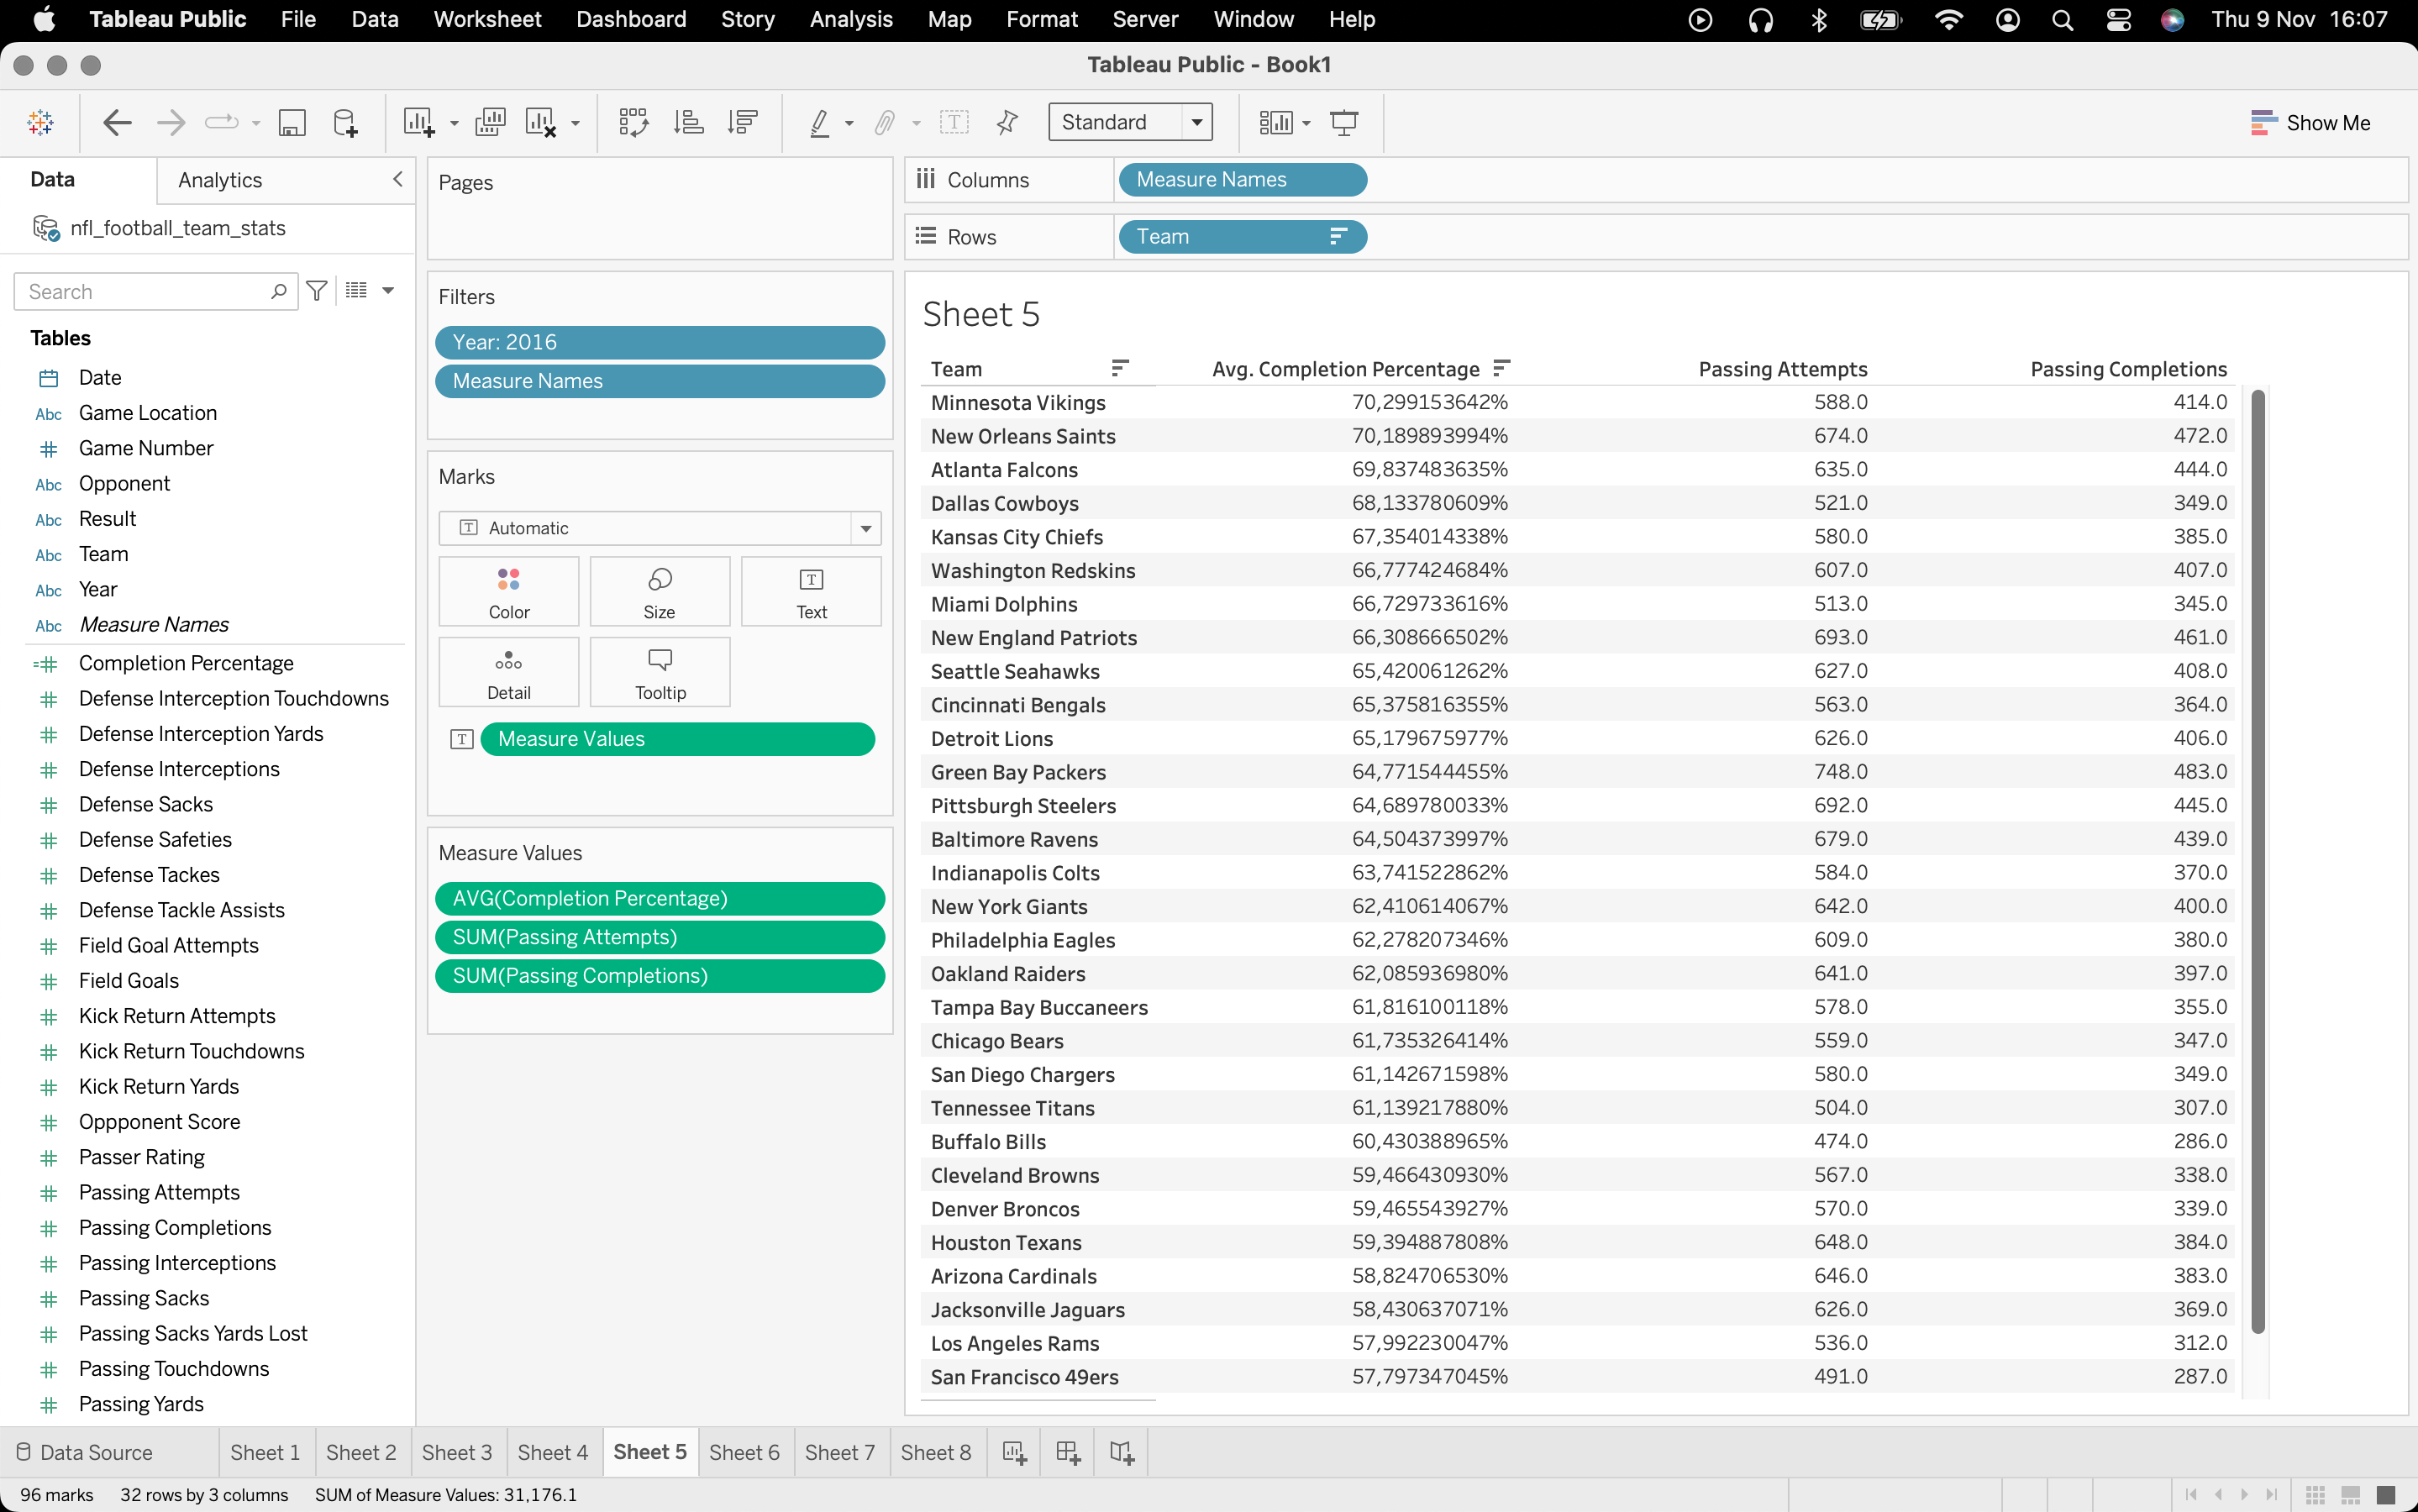 Tableau Public File Data Worksheet Dashboard Story Analysis Map Format Server Window Help Thu 9 Nov 16:07
Tableau Public - Book1
Standard Show Me
Data Analytics
nfl_football_team_stats
Search
Tables
Date
Abc Game Location
Game Number
Abc Opponent
Abc Result
Abc Team
Abc Year
Abc Measure Names
Completion Percentage
Defense Interception Touchdowns
Defense Interception Yards
Defense Interceptions
Defense Sacks
Defense Safeties
Defense Tackes
Defense Tackle Assists
Field Goal Attempts
Field Goals
Kick Return Attempts
Kick Return Touchdowns
Kick Return Yards
Oppponent Score
Passer Rating
Passing Attempts
Passing Completions
Passing Interceptions
Passing Sacks
Passing Sacks Yards Lost
Passing Touchdowns
Passing Yards
Pages
Filters
Year: 2016
Measure Names
Marks
Automatic
Color Size Text
Detail Tooltip
Measure Values
Measure Values
AVG(Completion Percentage)
SUM(Passing Attempts)
SUM(Passing Completions)
Columns Measure Names
Rows Team
Sheet 5
Team Avg. Completion Percentage Passing Attempts Passing Completions
Minnesota Vikings 70,299153642% 588.0 414.0
New Orleans Saints 70,189893994% 674.0 472.0
Atlanta Falcons 69,837483635% 635.0 444.0
Dallas Cowboys 68,133780609% 521.0 349.0
Kansas City Chiefs 67,354014338% 580.0 385.0
Washington Redskins 66,777424684% 607.0 407.0
Miami Dolphins 66,729733616% 513.0 345.0
New England Patriots 66,308666502% 693.0 461.0
Seattle Seahawks 65,420061262% 627.0 408.0
Cincinnati Bengals 65,375816355% 563.0 364.0
Detroit Lions 65,179675977% 626.0 406.0
Green Bay Packers 64,771544455% 748.0 483.0
Pittsburgh Steelers 64,689780033% 692.0 445.0
Baltimore Ravens 64,504373997% 679.0 439.0
Indianapolis Colts 63,741522862% 584.0 370.0
New York Giants 62,410614067% 642.0 400.0
Philadelphia Eagles 62,278207346% 609.0 380.0
Oakland Raiders 62,085936980% 641.0 397.0
Tampa Bay Buccaneers 61,816100118% 578.0 355.0
Chicago Bears 61,735326414% 559.0 347.0
San Diego Chargers 61,142671598% 580.0 349.0
Tennessee Titans 61,139217880% 504.0 307.0
Buffalo Bills 60,430388965% 474.0 286.0
Cleveland Browns 59,466430930% 567.0 338.0
Denver Broncos 59,465543927% 570.0 339.0
Houston Texans 59,394887808% 648.0 384.0
Arizona Cardinals 58,824706530% 646.0 383.0
Jacksonville Jaguars 58,430637071% 626.0 369.0
Los Angeles Rams 57,992230047% 536.0 312.0
San Francisco 49ers 57,797347045% 491.0 287.0
Data Source Sheet 1 Sheet 2 Sheet 3 Sheet 4 Sheet 5 Sheet 6 Sheet 7 Sheet 8
96 marks 32 rows by 3 columns SUM of Measure Values: 31,176.1